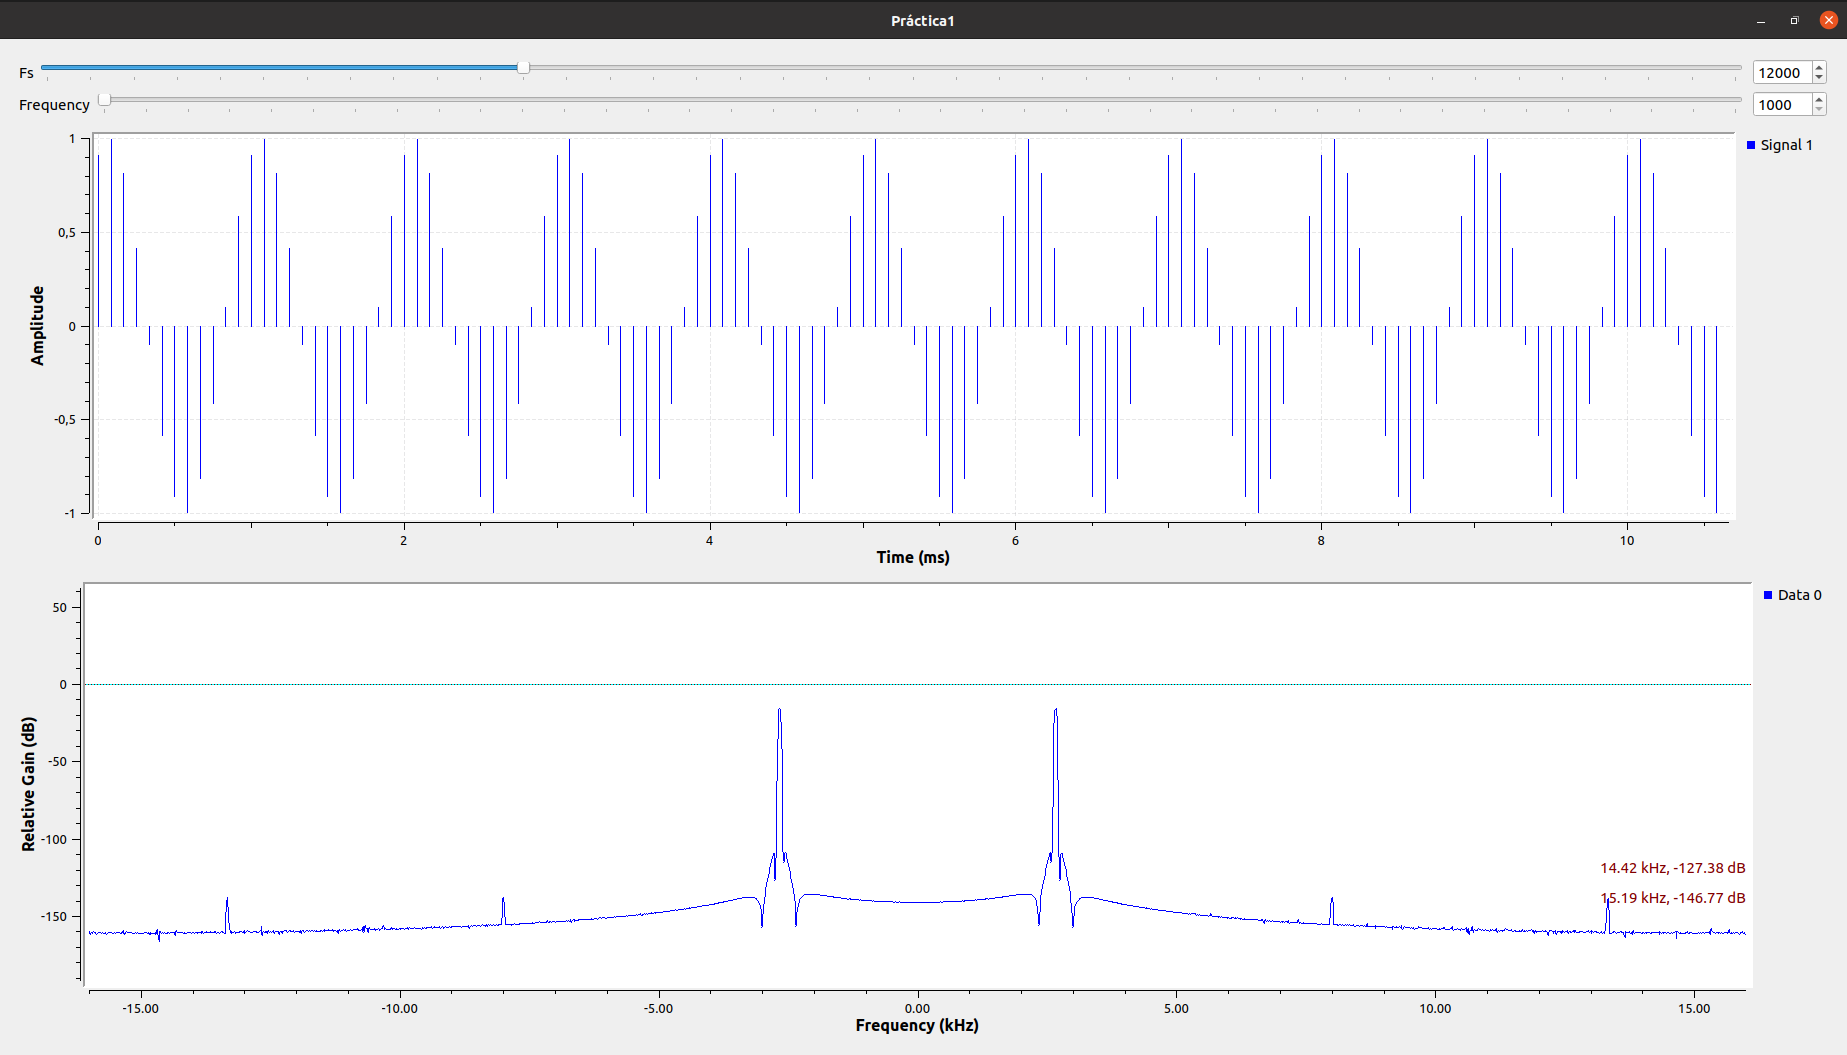 Práctica1
Fs
12000
Frequency
1000
1
0,5
0
-0,5
-1
Amplitude
0 2 4 6 8 10
Time (ms)
Signal 1
50
0
-50
-100
-150
Relative Gain (dB)
Data 0
14.42 kHz, -127.38 dB
15.19 kHz, -146.77 dB
-15.00 -10.00 -5.00 0.00 5.00 10.00 15.00
Frequency (kHz)